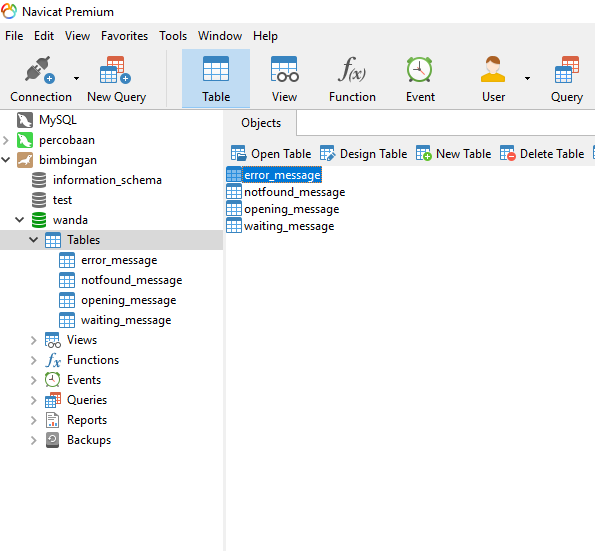 Navicat Premium
File Edit View Favorites Tools Window Help
Connection New Query Table View Function Event User Query
MySQL
percobaan
bimbingan
information_schema
test
wanda
Tables
error_message
notfound_message
opening_message
waiting_message
Views
Functions
Events
Queries
Reports
Backups
Objects
Open Table Design Table New Table Delete Table
error_message
notfound_message
opening_message
waiting_message